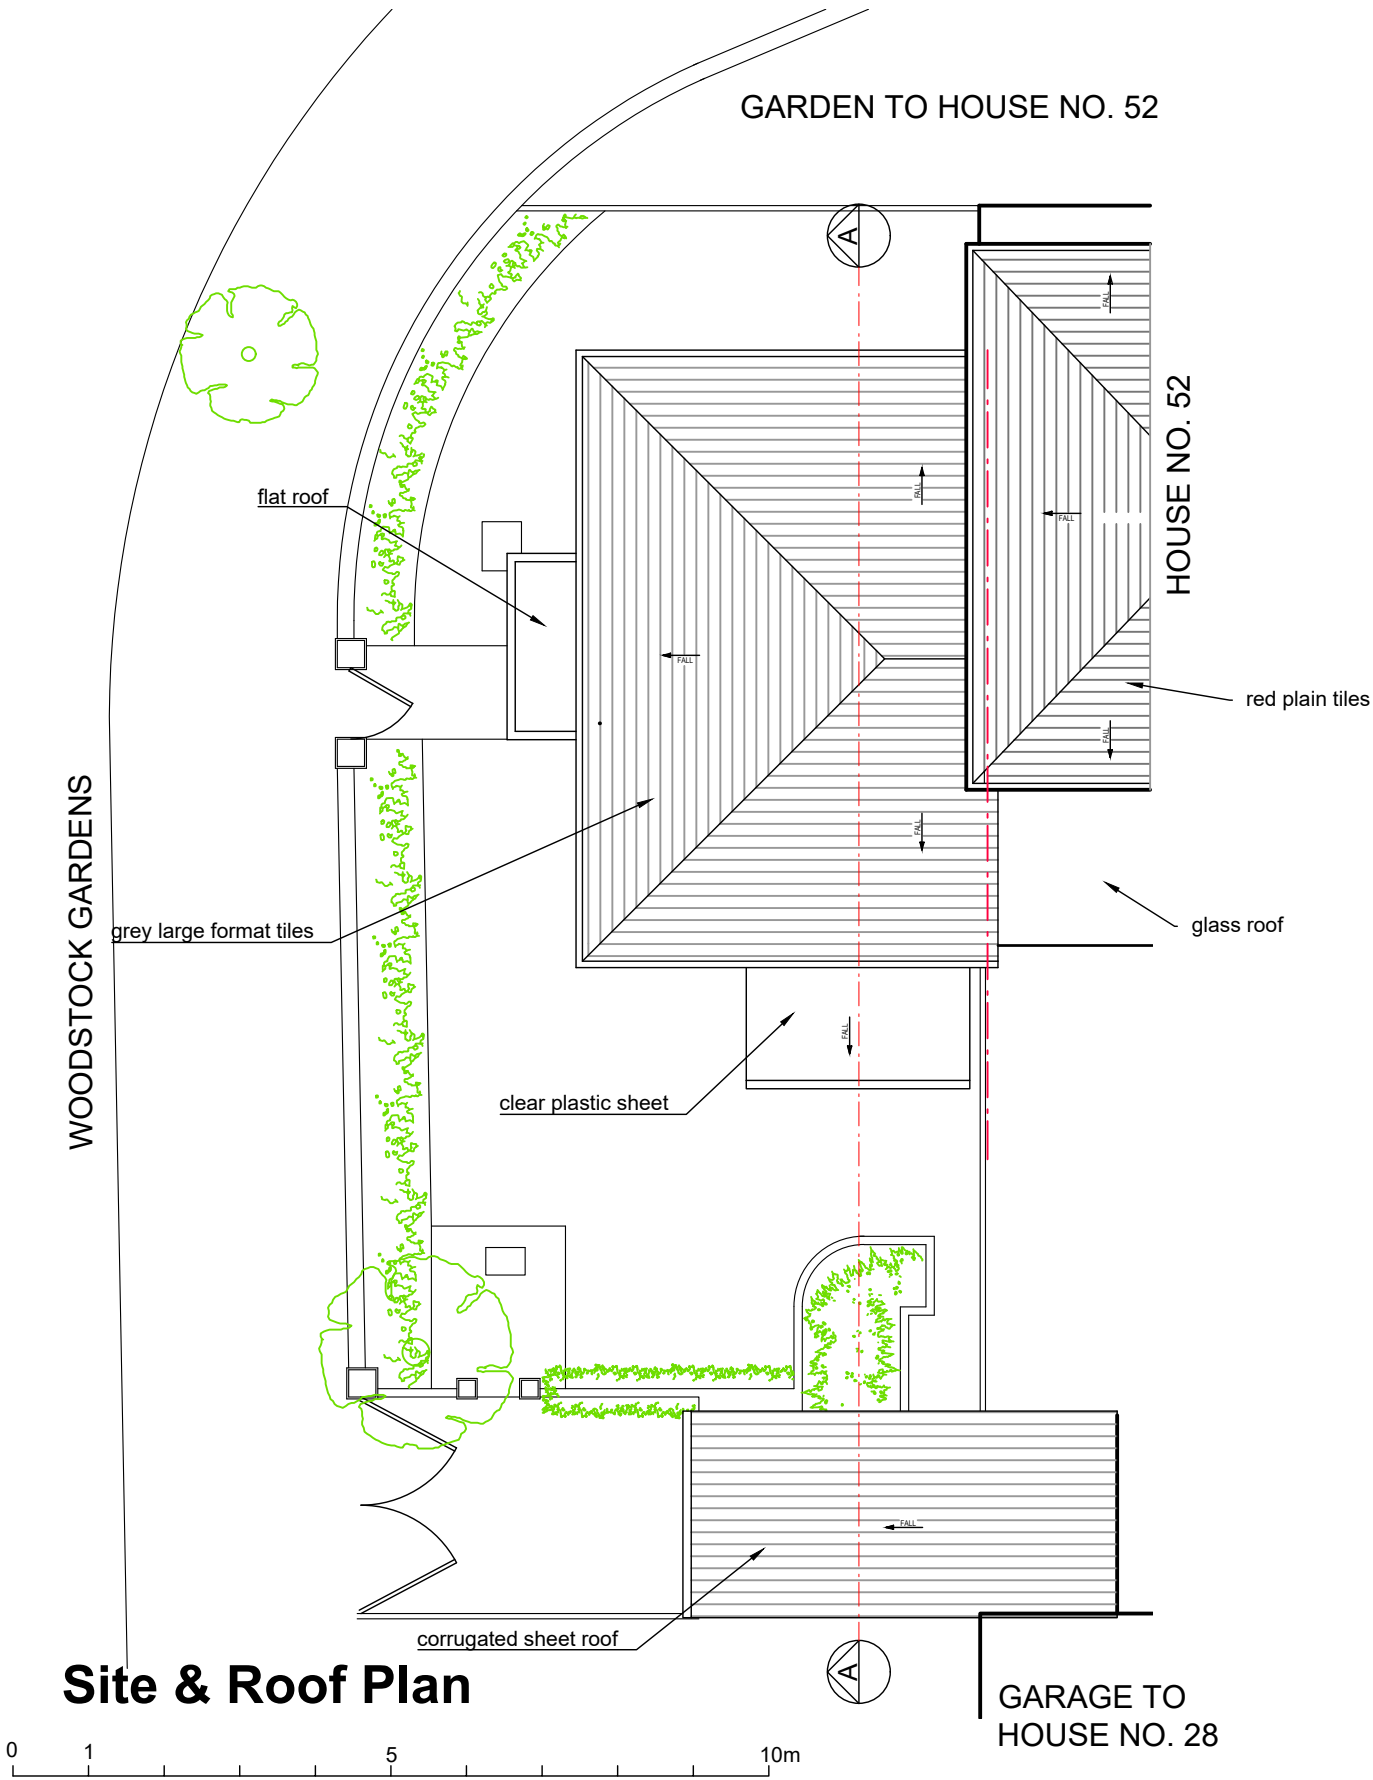 GARDEN TO HOUSE NO. 52
A
FALL
HOUSE NO. 52
flat roof
FALL
FALL
FALL
red plain tiles
FALL
WOODSTOCK GARDENS
FALL
grey large format tiles
glass roof
FALL
clear plastic sheet
FALL
corrugated sheet roof
A
Site & Roof Plan
GARAGE TO
HOUSE NO. 28
0 1 5 10m